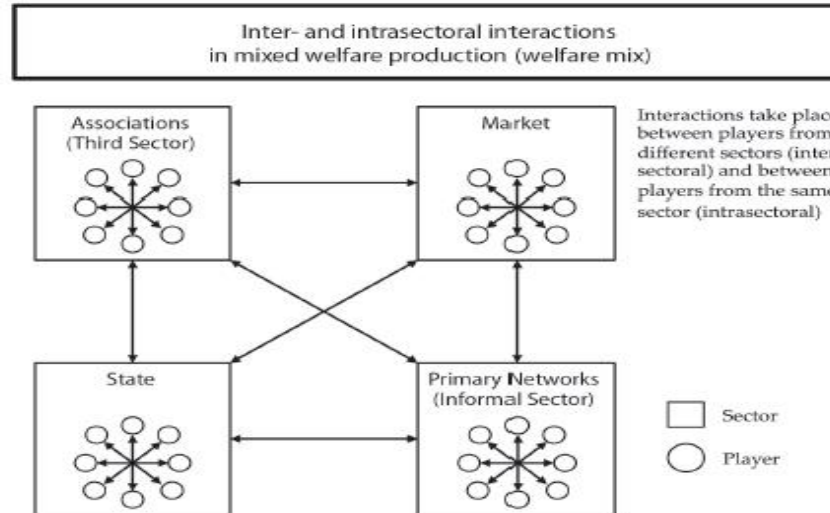 Inter- and intrasectoral interactions
in mixed welfare production (welfare mix)
Associations
(Third Sector)
Market
Interactions take place
between players from
different sectors (inter
sectoral) and between
players from the same
sector (intrasectoral)
State
Primary Networks
(Informal Sector)
Sector
Player